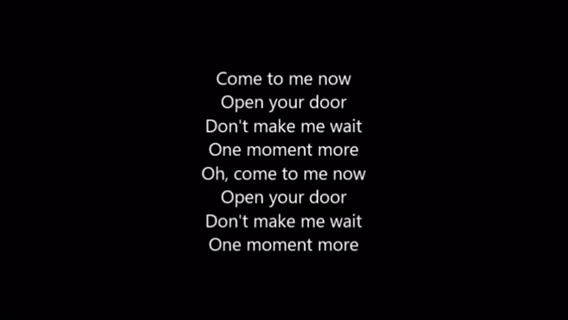 Come to me now
Open your door
Don't make me wait
One moment more
Oh, come to me now
Open your door
Don't make me wait
One moment more